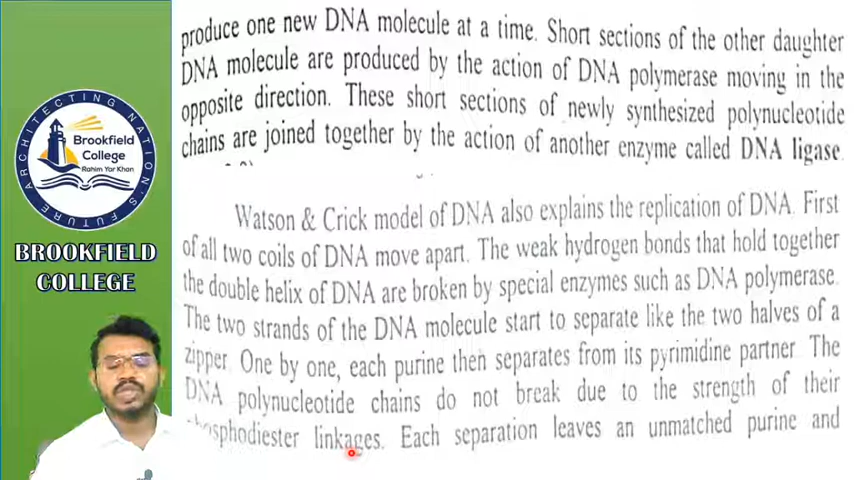 produce one new DNA molecule at a time. Short sections of the other daughter
DNA molecule are produced by the action of DNA polymerase moving in the
opposite direction. These short sections of newly synthesized polynucleotide
chains are joined together by the action of another enzyme called DNA ligase.
Watson & Crick model of DNA also explains the replication of DNA. First
of all two coils of DNA move apart. The weak hydrogen bonds that hold together
the double helix of DNA are broken by special enzymes such as DNA polymerase.
The two strands of the DNA molecule start to separate like the two halves of a
zipper. One by one, each purine then separates from its pyrimidine partner. The
DNA polynucleotide chains do not break due to the strength of their
phosphodiester linkages. Each separation leaves an unmatched purine and
ARCHITECTING NATION'S FUTURE
Brookfield
College
Rahim Yar Khan
BROOKFIELD
COLLEGE